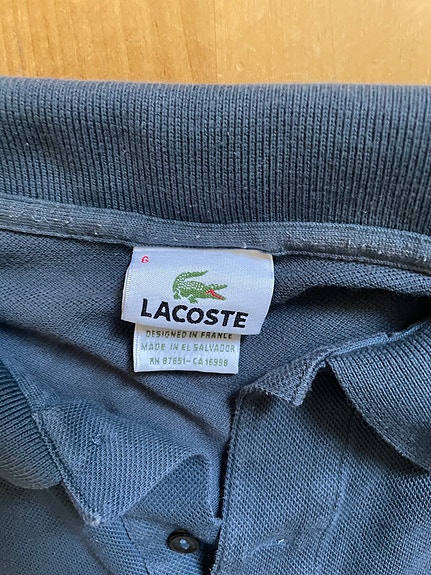 6
LACOSTE
DESIGNED IN FRANCE
MADE IN EL SALVADOR
RN 87651-CA 16998